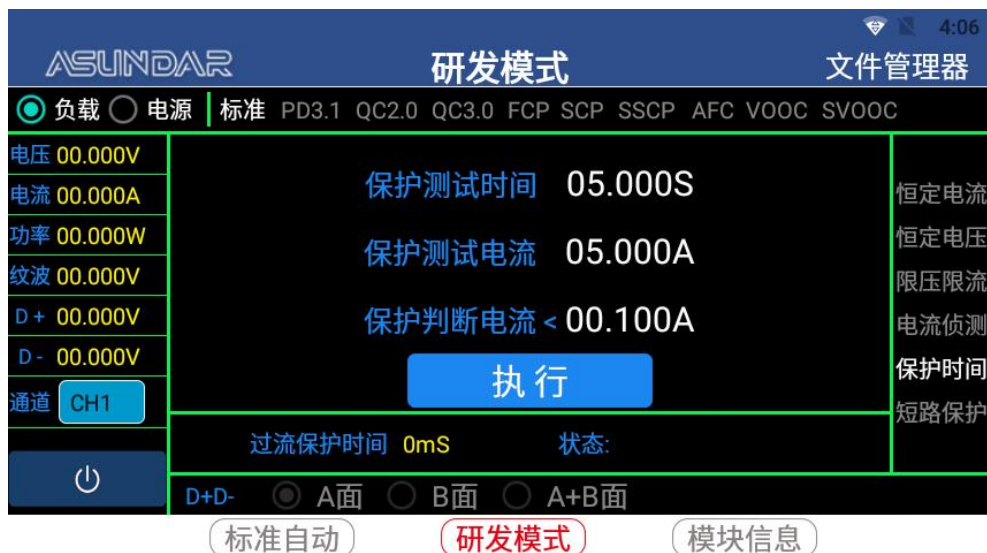 4:06
ASUNDAR 研发模式 文件管理器
负载 电源 标准 PD3.1 QC2.0 QC3.0 FCP SCP SSCP AFC VOOC SVOOC
电压 00.000V
电流 00.000A
功率 00.000W
纹波 00.000V
D+ 00.000V
D- 00.000V
通道 CH1
保护测试时间 05.000S
保护测试电流 05.000A
保护判断电流 < 00.100A
执行
过流保护时间 0mS 状态:
恒定电流
恒定电压
限压限流
电流侦测
保护时间
短路保护
D+D- A面 B面 A+B面
标准自动 研发模式 模块信息